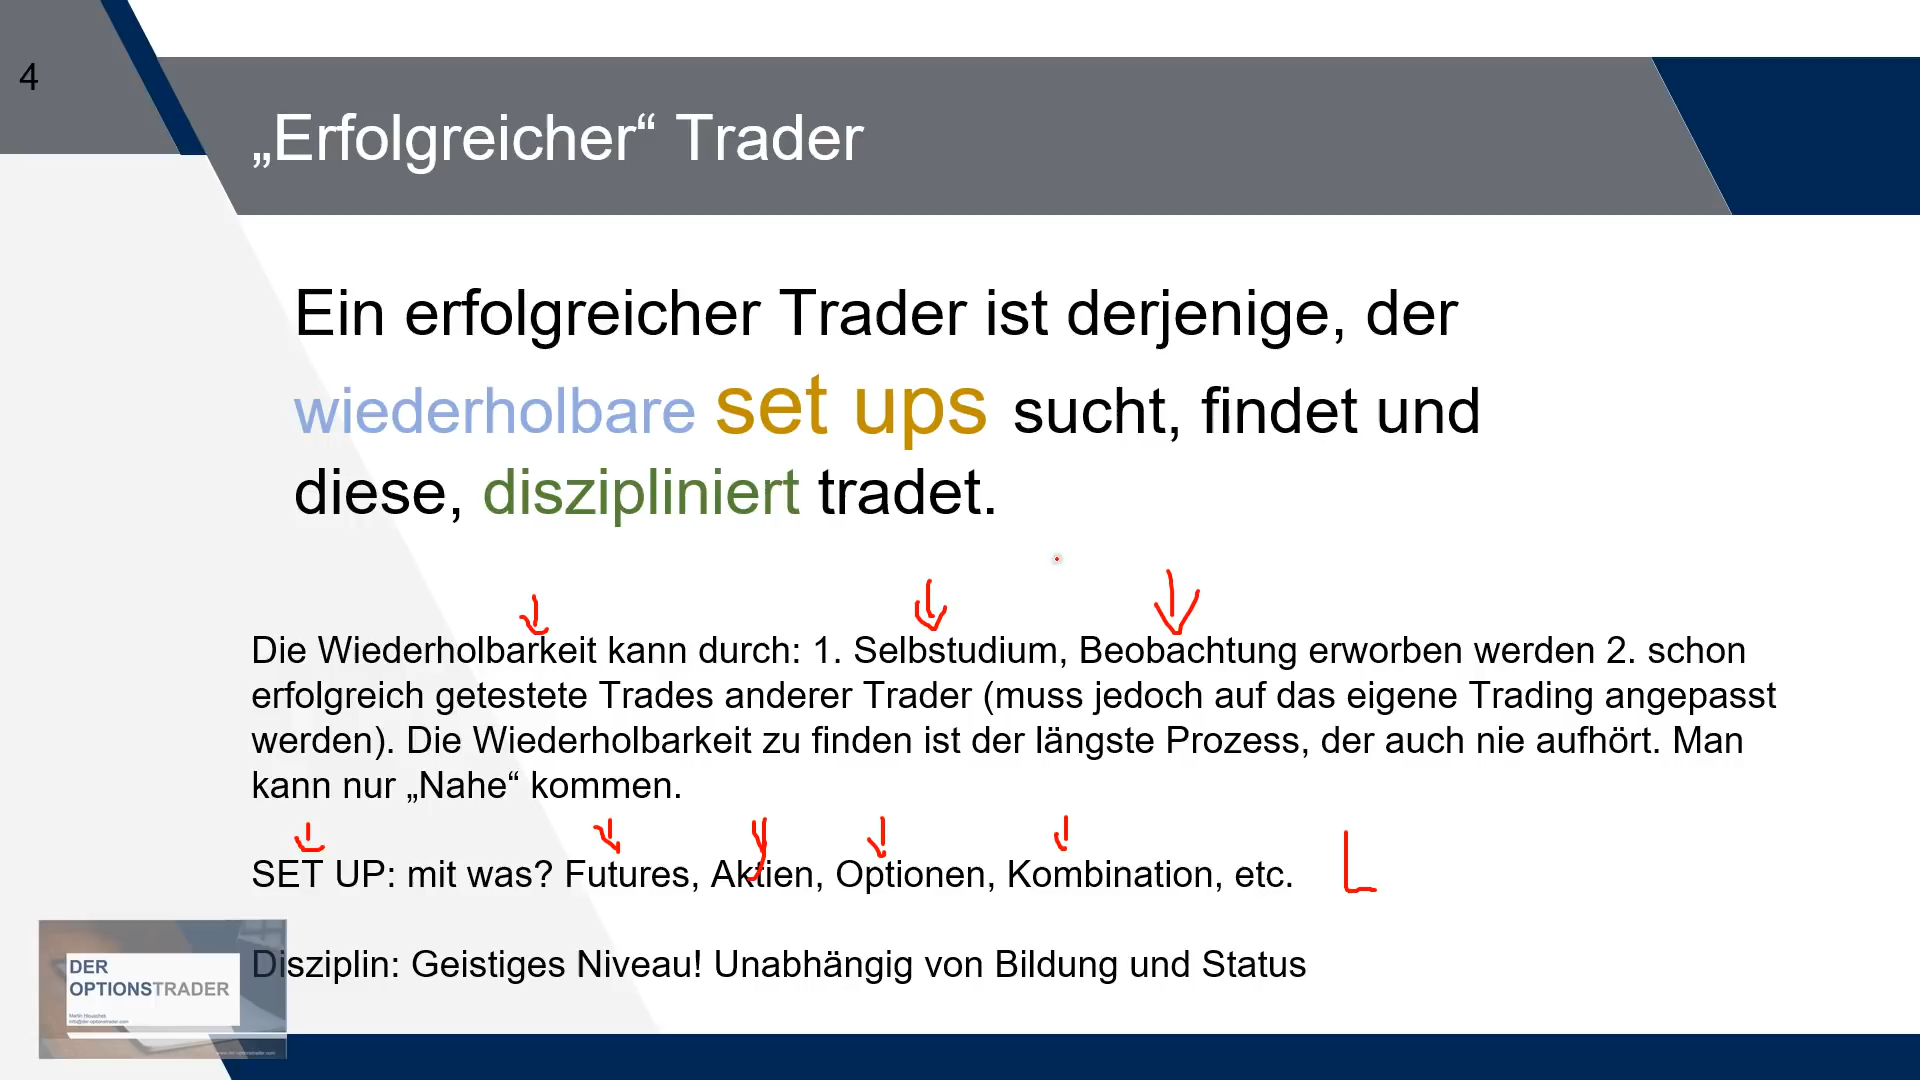 4
„Erfolgreicher“ Trader
Ein erfolgreicher Trader ist derjenige, der
wiederholbare set ups sucht, findet und
diese, diszipliniert tradet.
Die Wiederholbarkeit kann durch: 1. Selbstudium, Beobachtung erworben werden 2. schon
erfolgreich getestete Trades anderer Trader (muss jedoch auf das eigene Trading angepasst
werden). Die Wiederholbarkeit zu finden ist der längste Prozess, der auch nie aufhört. Man
kann nur „Nahe“ kommen.
SET UP: mit was? Futures, Aktien, Optionen, Kombination, etc.
Disziplin: Geistiges Niveau! Unabhängig von Bildung und Status
DER
OPTIONSTRADER